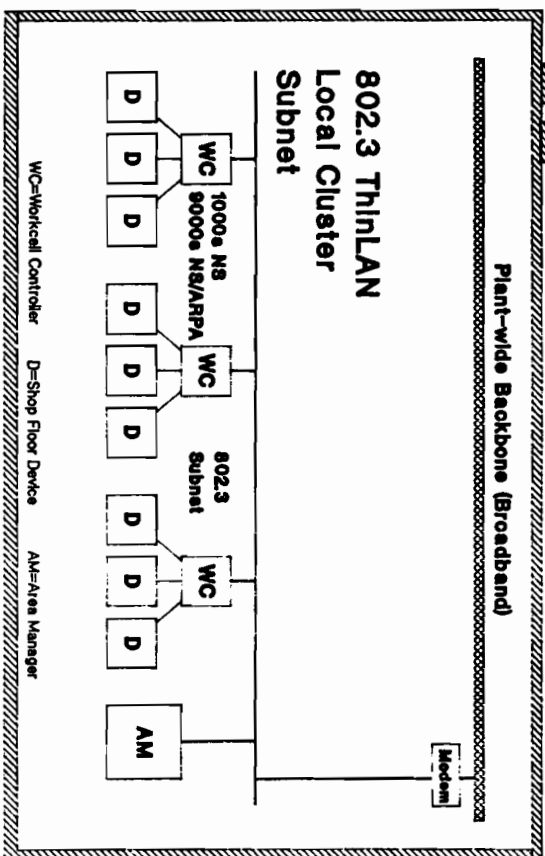 Plant-wide Backbone (Broadband)
Modem
802.3 ThinLAN
Local Cluster
Subnet
WC
1000s NS
9000s NS/ARPA
WC
802.3
Subnet
WC
D
D
D
D
D
D
D
D
D
AM
WC=Workcell Controller
D=Shop Floor Device
AM=Area Manager